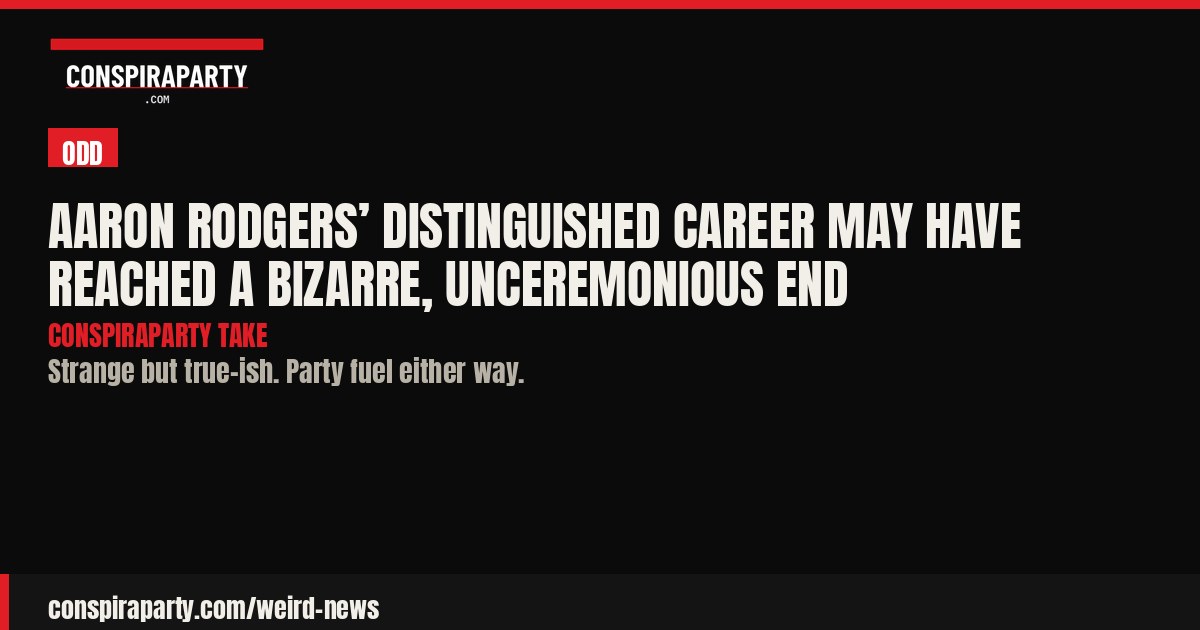 CONSPIRAPARTY
.COM
ODD
AARON RODGERS’ DISTINGUISHED CAREER MAY HAVE
REACHED A BIZARRE, UNCEREMONIOUS END
CONSPIRAPARTY TAKE
Strange but true-ish. Party fuel either way.
conspiraparty.com/weird-news